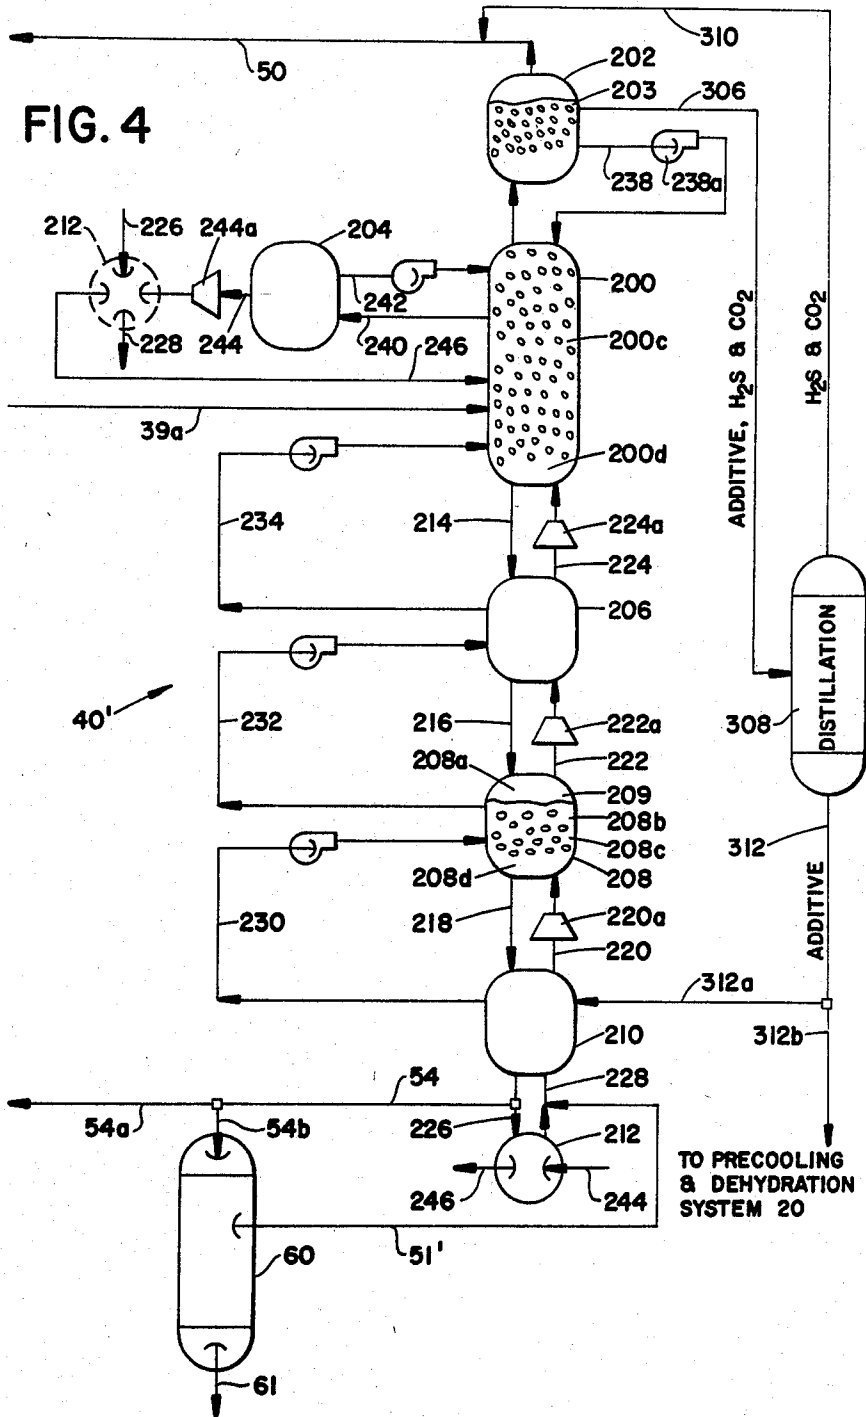 310
50
202
203
306
FIG. 4
238
238a
212
226
244a
204
200
242
228
244
240
246
200c
39a
200d
ADDITIVE, H₂S & CO₂
H₂S & CO₂
234
214
224a
224
206
40'
232
216
222a
222
208a
209
208b
208c
208d
208
308
DISTILLATION
312
ADDITIVE
230
218
220a
220
312a
210
312b
54
228
54a
54b
226
212
246
244
TO PRECOOLING
& DEHYDRATION
SYSTEM 20
51'
60
61